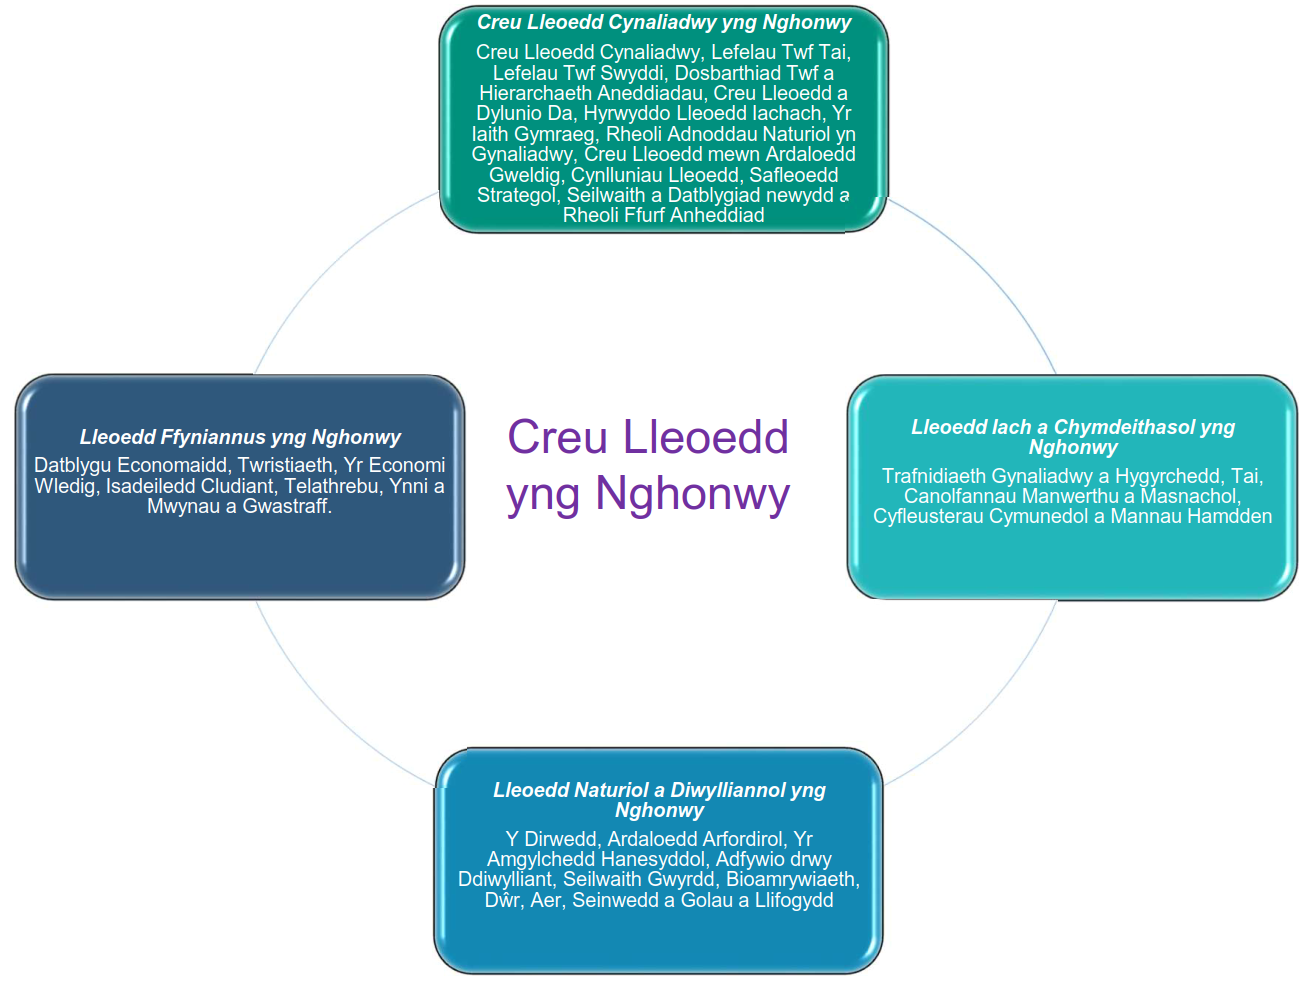 Creu Lleoedd Cynaliadwy yng Nghonwy
Creu Lleoedd Cynaliadwy, Lefelau Twf Tai,
Lefelau Twf Swyddi, Dosbarthiad Twf a
Hierarchaeth Aneddiadau, Creu Lleoedd a
Dylunio Da, Hyrwyddo Lleoedd Iachach, Yr
Iaith Gymraeg, Rheoli Adnoddau Naturiol yn
Gynaliadwy, Creu Lleoedd mewn Ardaloedd
Gweldig, Cynlluniau Lleoedd, Safleoedd
Strategol, Seilwaith a Datblygiad newydd a
Rheoli Ffurf Anheddiad
Lleoedd Ffyniannus yng Nghonwy
Datblygu Economaidd, Twristiaeth, Yr Economi
Wledig, Isadeiledd Cludiant, Telathrebu, Ynni a
Mwynau a Gwastraff.
Creu Lleoedd
yng Nghonwy
Lleoedd Iach a Chymdeithasol yng
Nghonwy
Trafnidiaeth Gynaliadwy a Hygyrchedd, Tai,
Canolfannau Manwerthu a Masnachol,
Cyfleusterau Cymunedol a Mannau Hamdden
Lleoedd Naturiol a Diwylliannol yng
Nghonwy
Y Dirwedd, Ardaloedd Arfordirol, Yr
Amgylchedd Hanesyddol, Adfywio drwy
Ddiwylliant, Seilwaith Gwyrdd, Bioamrywiaeth,
Dŵr, Aer, Seinwedd a Golau a Llifogydd